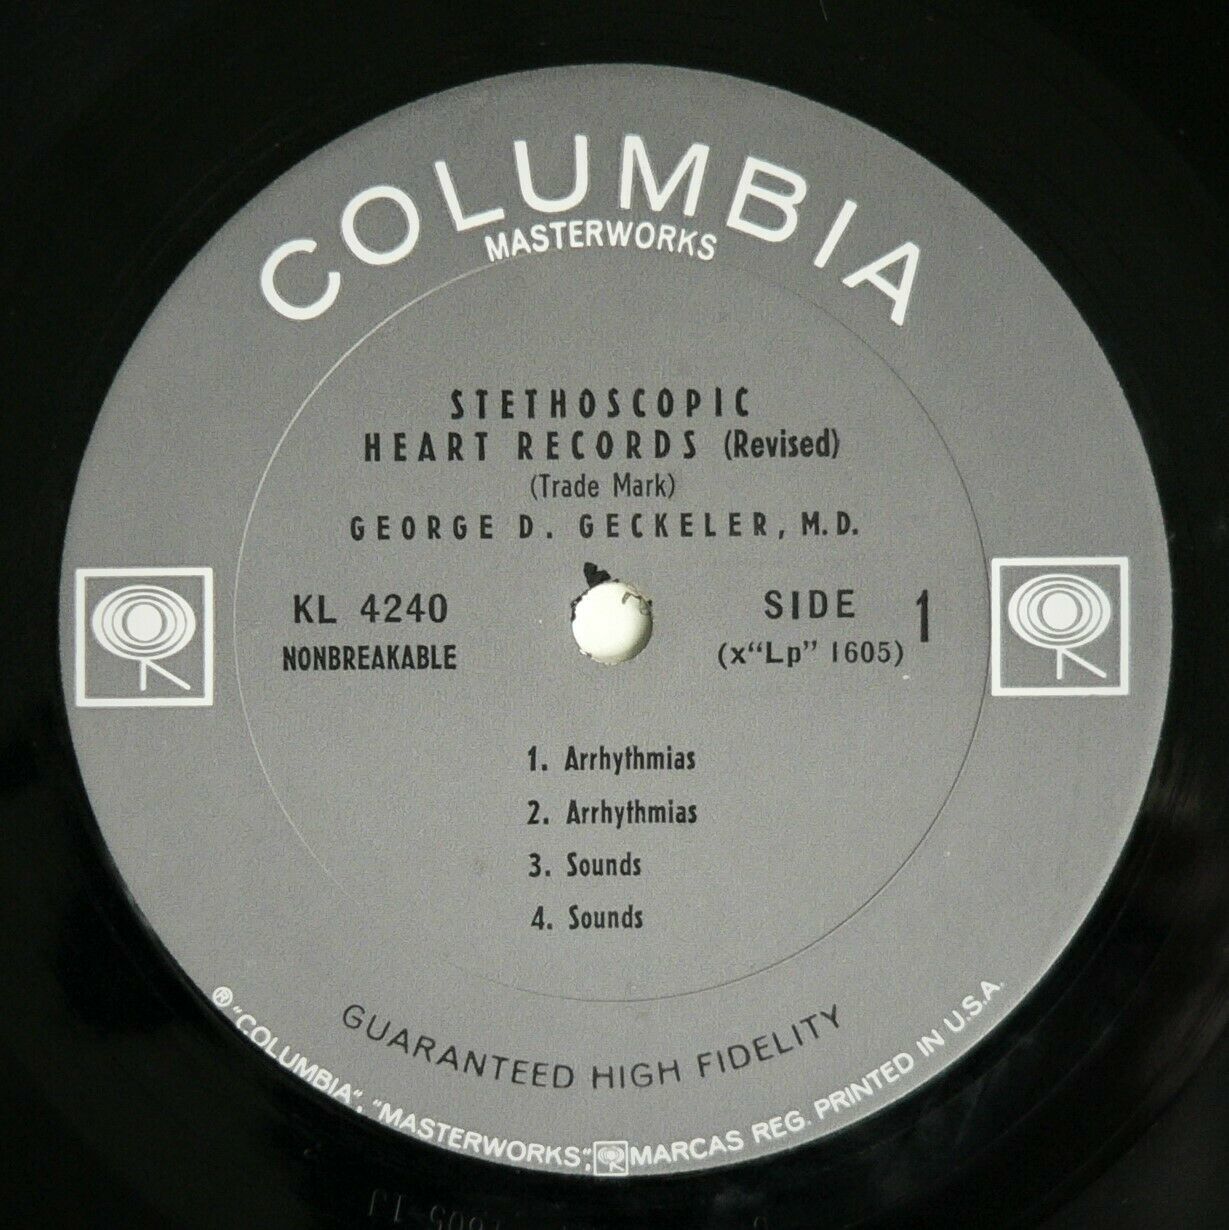 COLUMBIA
MASTERWORKS
STETHOSCOPIC
HEART RECORDS (Revised)
(Trade Mark)
GEORGE D. GECKELER, M.D.
KL 4240
NONBREAKABLE
SIDE 1
(x“Lp” 1605)
1. Arrhythmias
2. Arrhythmias
3. Sounds
4. Sounds
GUARANTEED HIGH FIDELITY
® "COLUMBIA", "MASTERWORKS", MARCAS REG. PRINTED IN U.S.A.